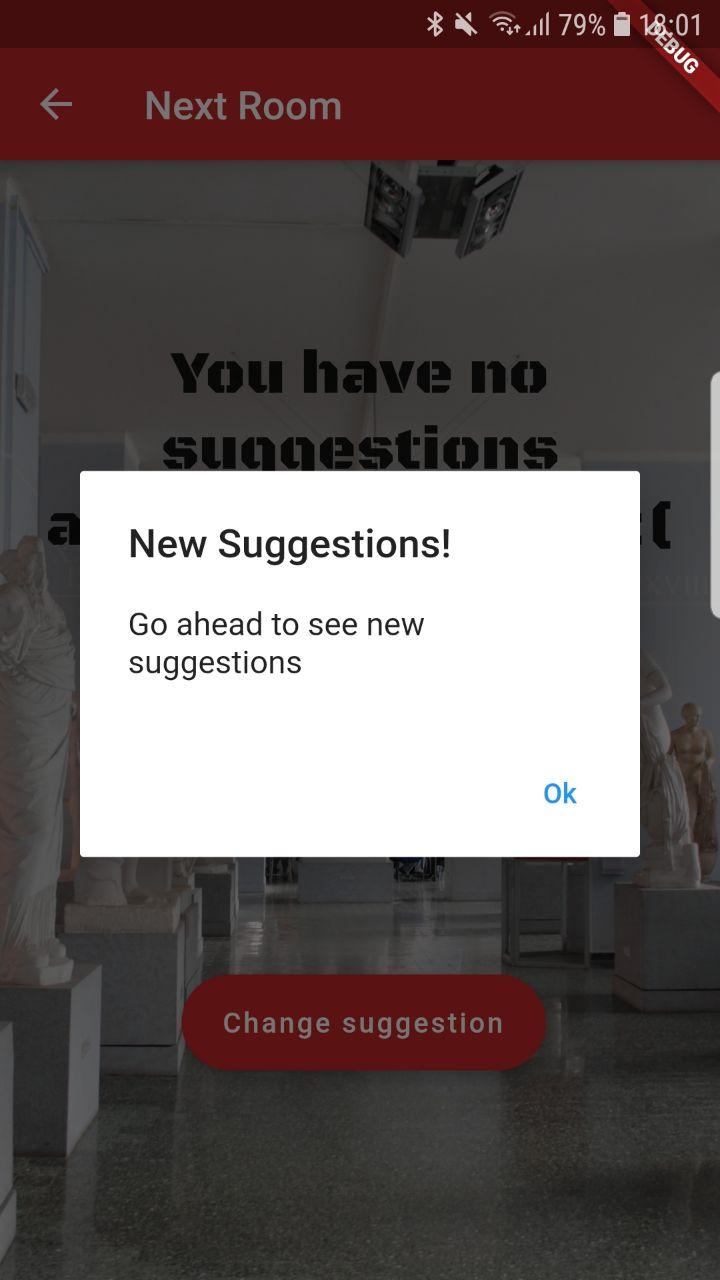 79% 18:01
DEBUG
Next Room
You have no
suggestions
:(
New Suggestions!
Go ahead to see new
suggestions
Ok
Change suggestion